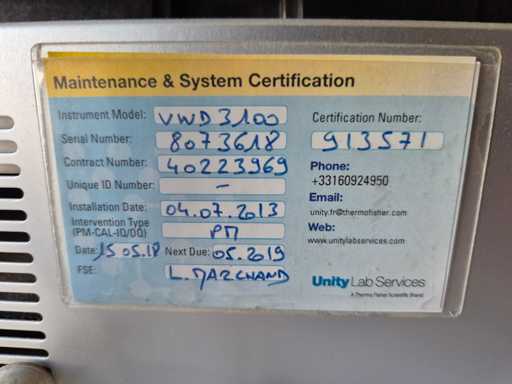 Maintenance & System Certification
Instrument Model: VWD3100
Serial Number: 8073618
Contract Number: 40223969
Unique ID Number: -
Installation Date: 04.07.2013
Intervention Type (PM-CAL-IQ/OQ) PM
Date: 15.05.18 Next Due: 05.2019
FSE: L. MARCHAND
Certification Number:
913571
Phone:
+33160924950
Email:
unity.fr@thermofisher.com
Web:
www.unitylabservices.com
Unity Lab Services
A Thermo Fisher Scientific Brand